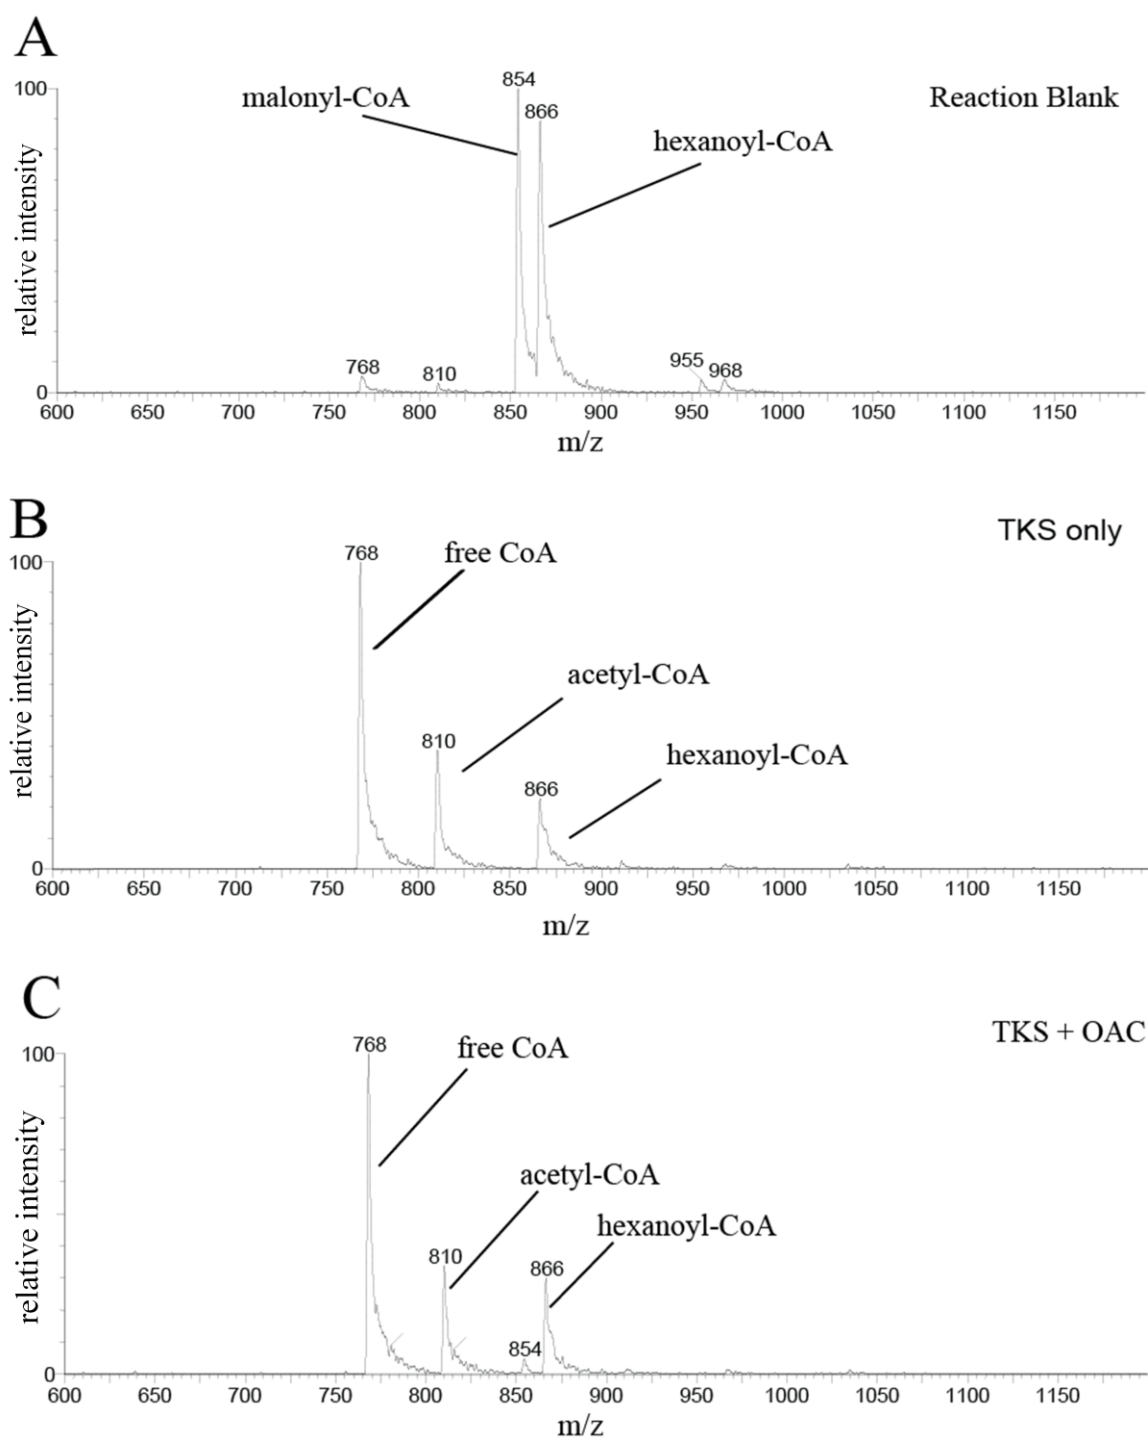 A
Reaction Blank
malonyl-CoA
hexanoyl-CoA
relative intensity
100
0
854
866
768
810
955
968
600 650 700 750 800 850 900 950 1000 1050 1100 1150
m/z
B
TKS only
free CoA
acetyl-CoA
hexanoyl-CoA
relative intensity
100
0
768
810
866
600 650 700 750 800 850 900 950 1000 1050 1100 1150
m/z
C
TKS + OAC
free CoA
acetyl-CoA
hexanoyl-CoA
relative intensity
100
0
768
810
854
866
600 650 700 750 800 850 900 950 1000 1050 1100 1150
m/z